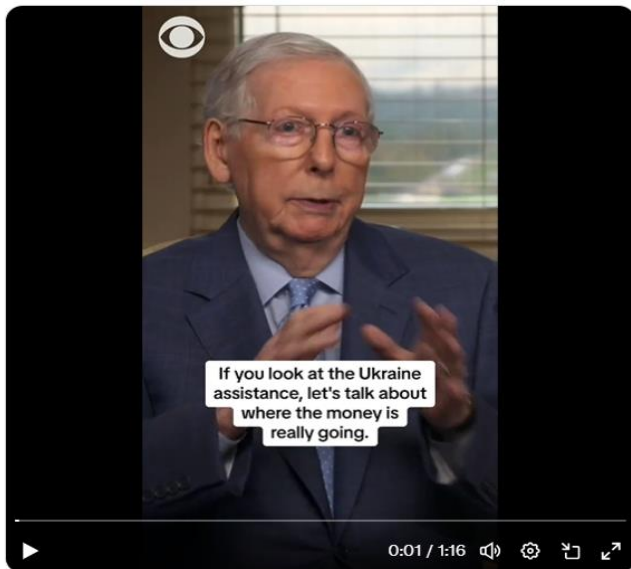 If you look at the Ukraine
assistance, let's talk about
where the money is
really going.
0:01 / 1:16